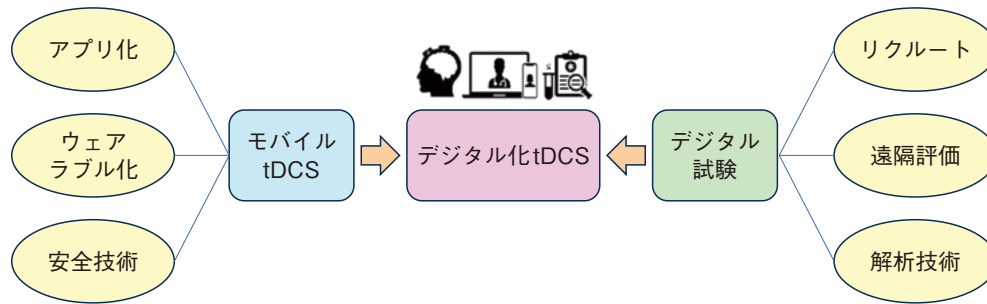 アプリ化
ウェア
ラブル化
安全技術
モバイル
tDCS
デジタル化tDCS
デジタル
試験
リクルート
遠隔評価
解析技術